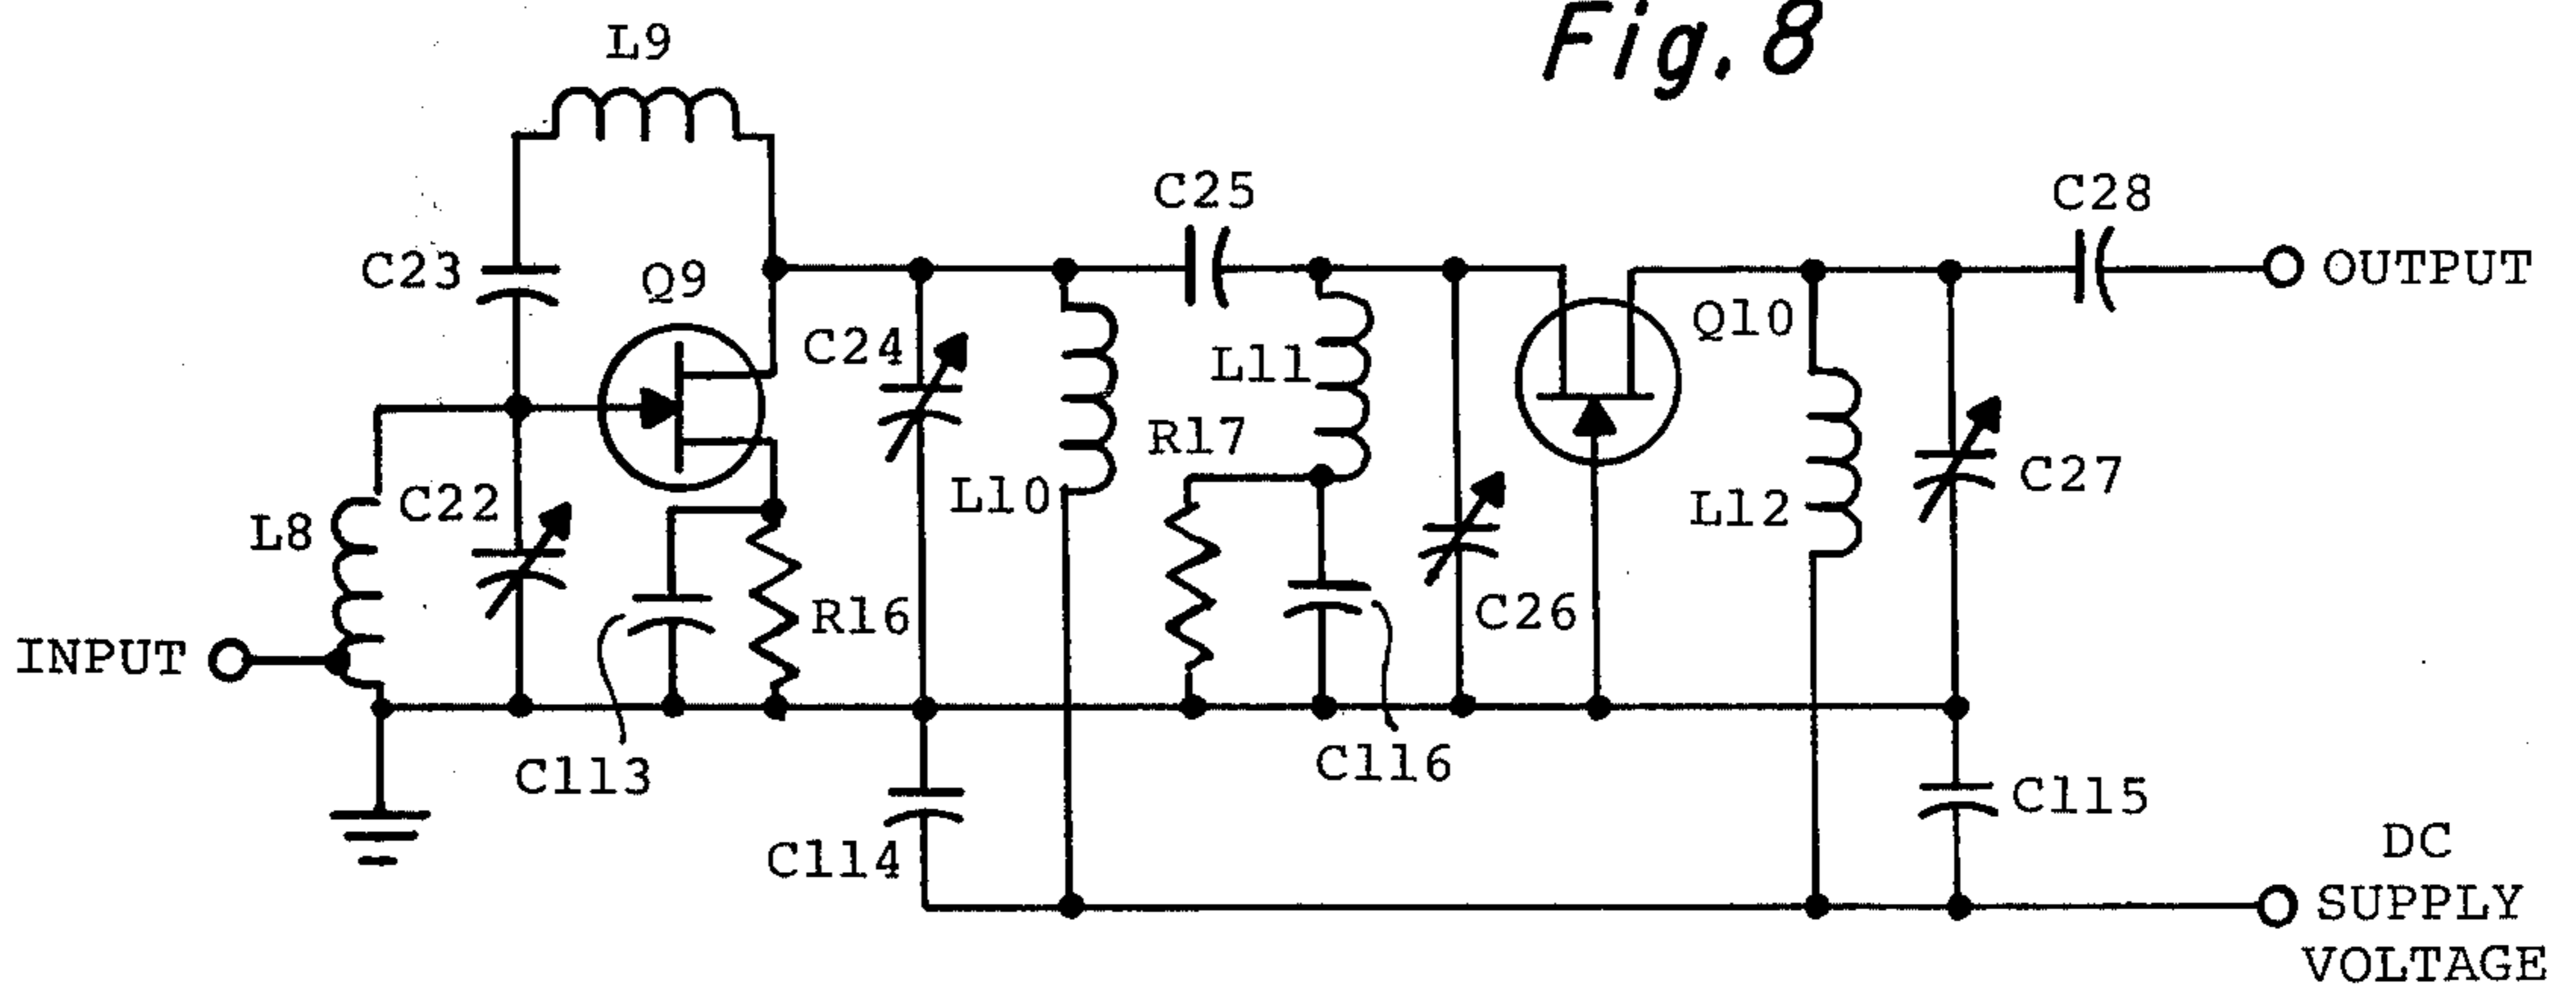 Fig. 8
L9
C25
C28
C23
Q9
OUTPUT
Q10
C24
L11
R17
C22
L10
L12
C27
L8
R16
C26
INPUT
C113
C116
C115
C114
DC
SUPPLY
VOLTAGE